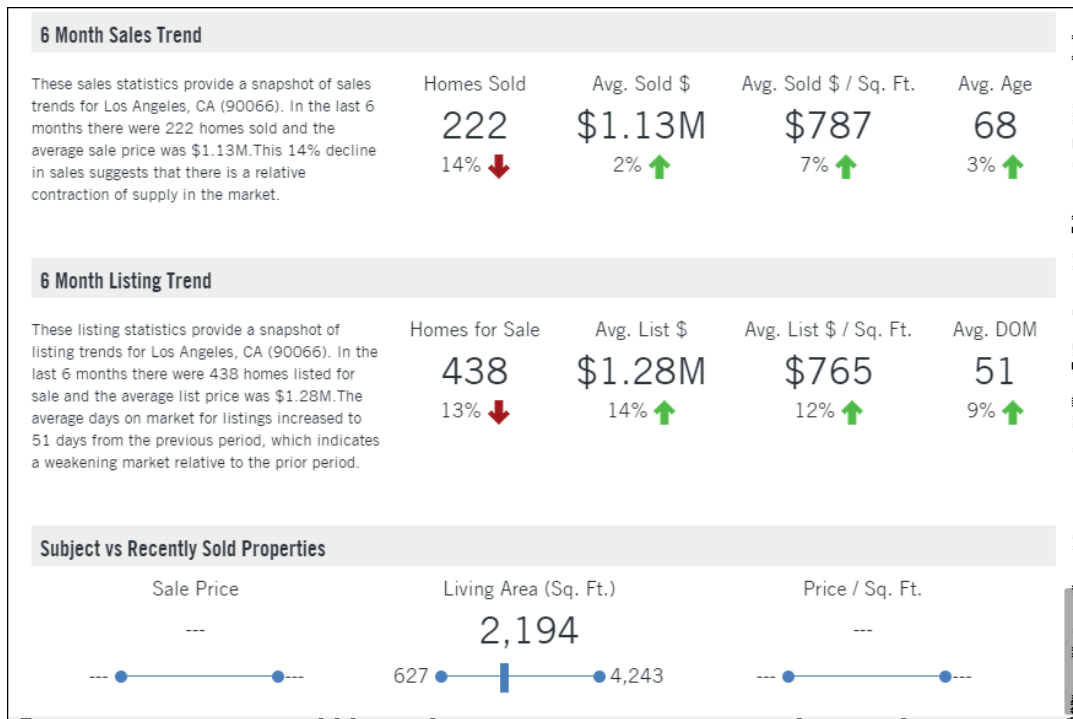 6 Month Sales Trend
These sales statistics provide a snapshot of sales
trends for Los Angeles, CA (90066). In the last 6
months there were 222 homes sold and the
average sale price was $1.13M.This 14% decline
in sales suggests that there is a relative
contraction of supply in the market.
Homes Sold Avg. Sold $ Avg. Sold $ / Sq. Ft. Avg. Age
222 $1.13M $787 68
14% 2% 7% 3%
6 Month Listing Trend
These listing statistics provide a snapshot of
listing trends for Los Angeles, CA (90066). In the
last 6 months there were 438 homes listed for
sale and the average list price was $1.28M.The
average days on market for listings increased to
51 days from the previous period, which indicates
a weakening market relative to the prior period.
Homes for Sale Avg. List $ Avg. List $ / Sq. Ft. Avg. DOM
438 $1.28M $765 51
13% 14% 12% 9%
Subject vs Recently Sold Properties
Sale Price Living Area (Sq. Ft.) Price / Sq. Ft.
--- 2,194 ---
--- --- 627 4,243 --- ---